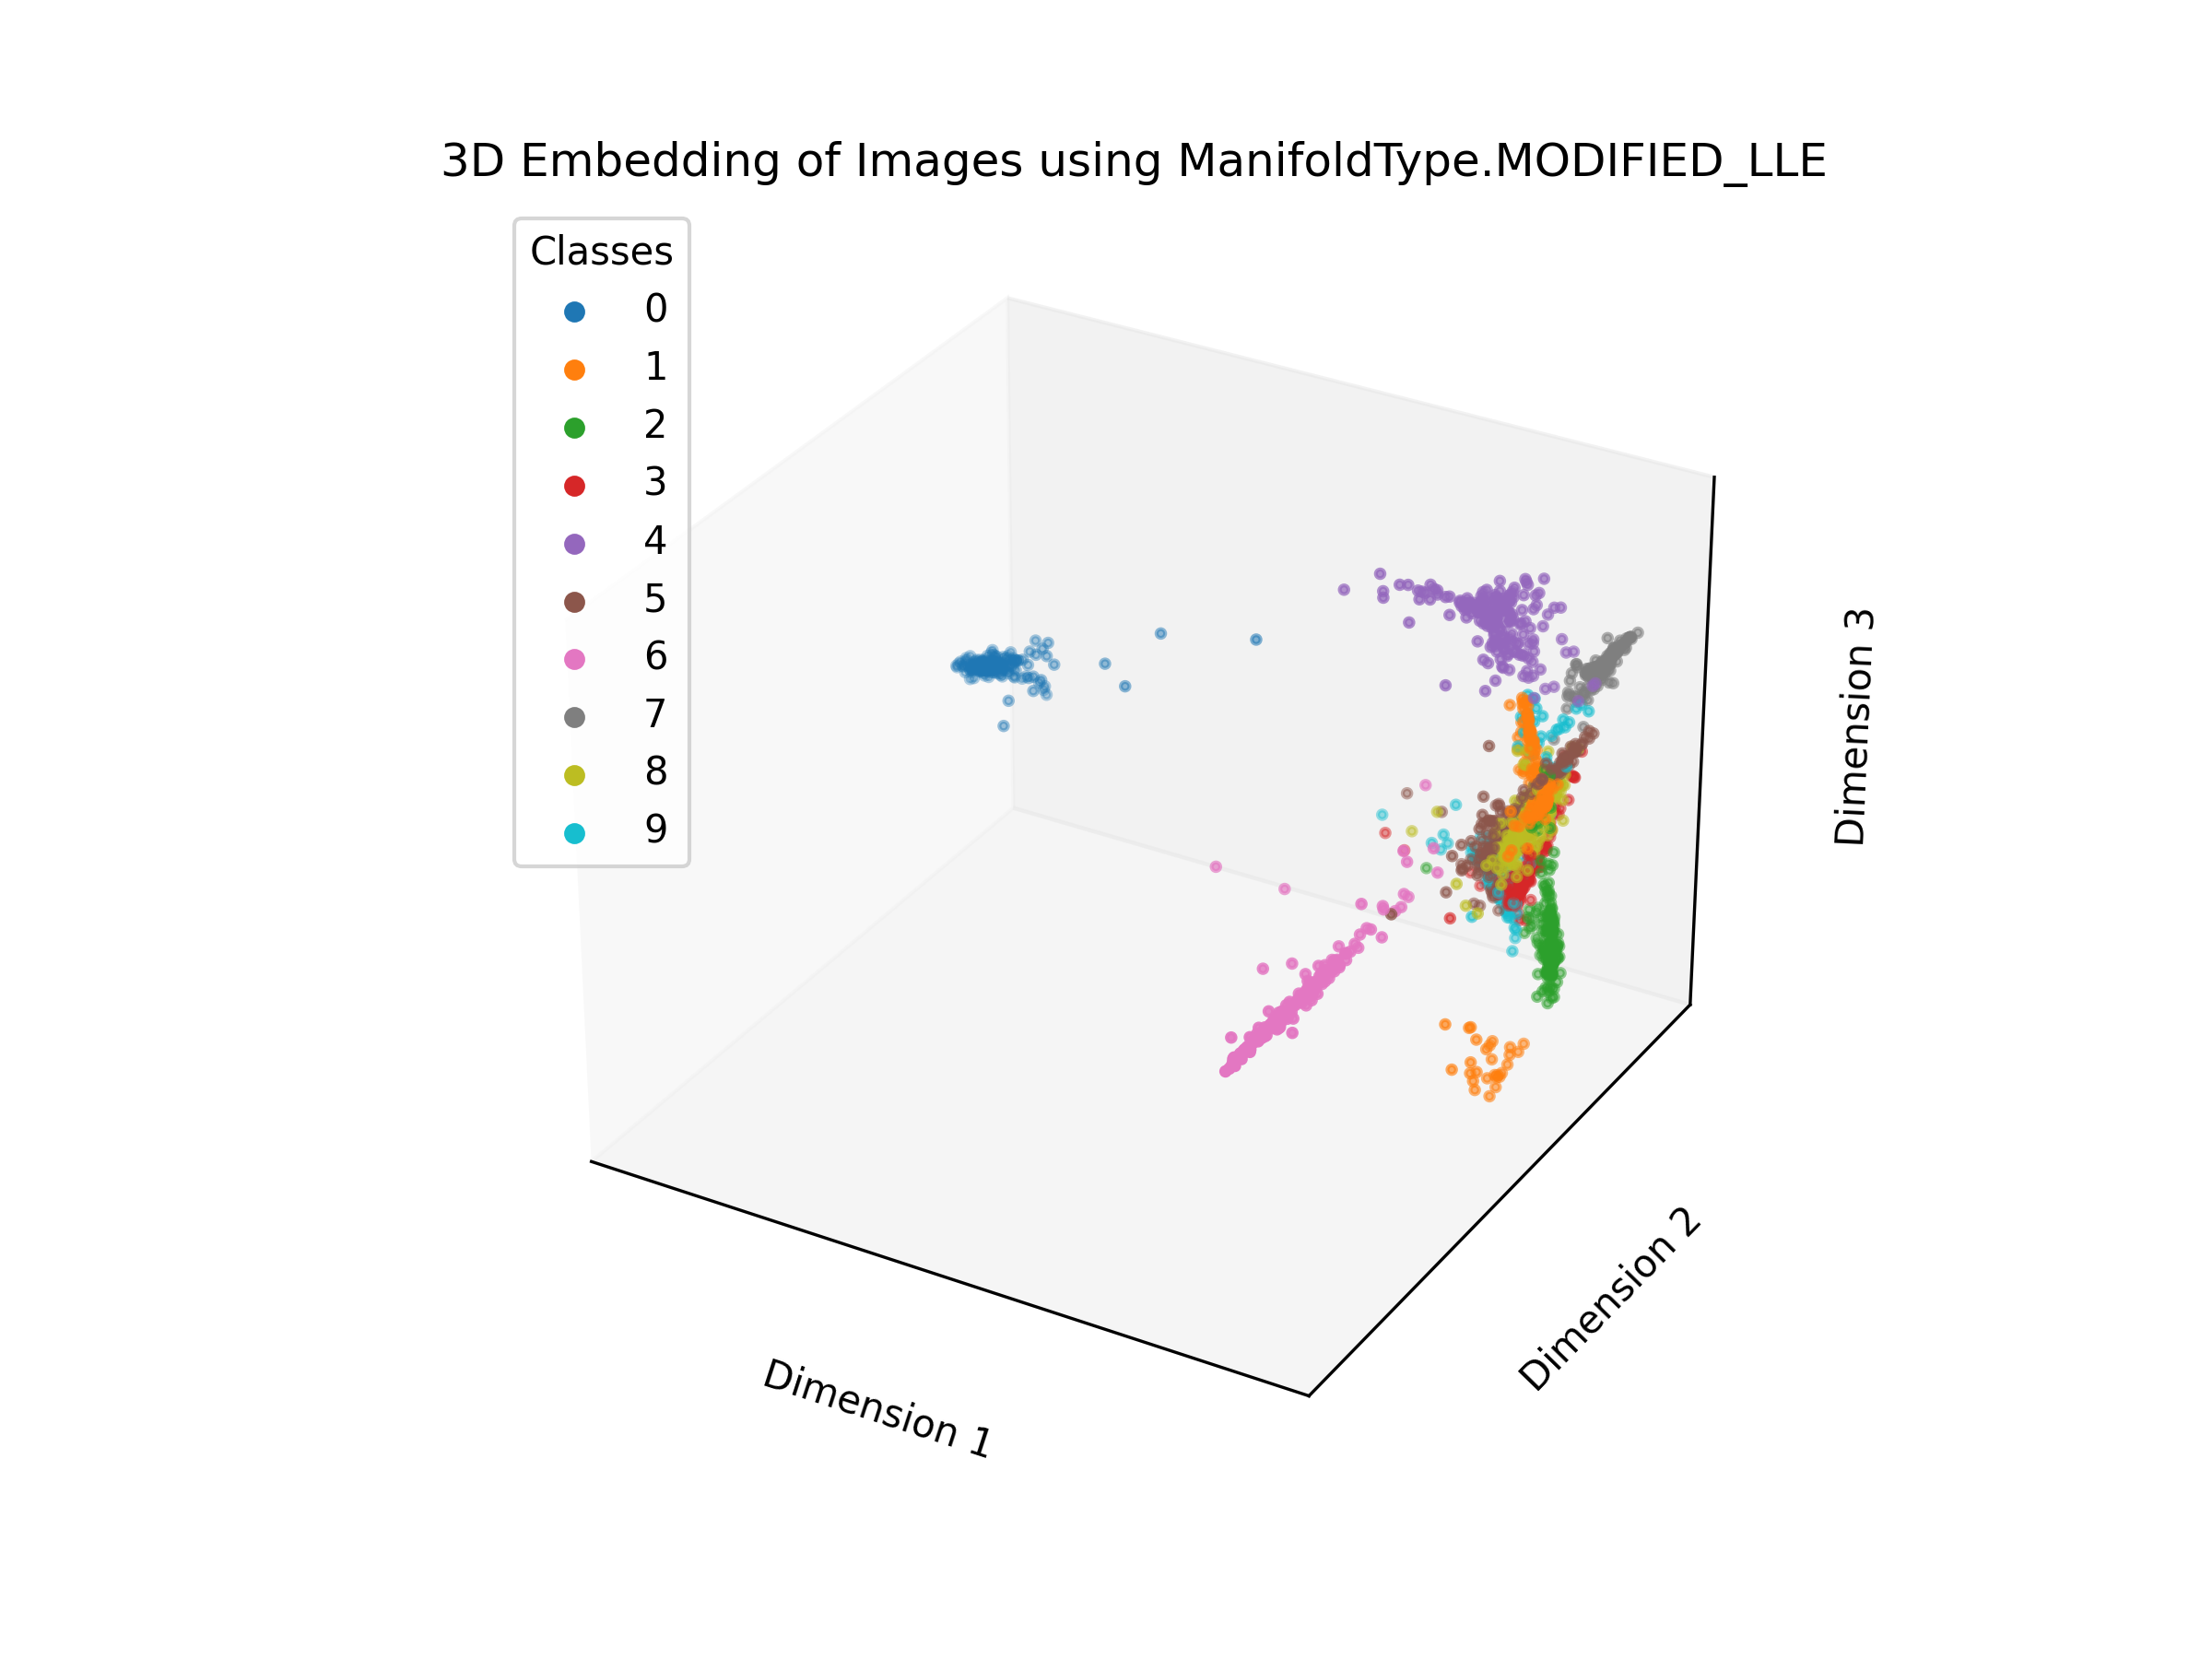 3D Embedding of Images using ManifoldType.MODIFIED_LLE
Classes
0
1
2
3
4
5
6
7
8
9
Dimension 3
Dimension 2
Dimension 1